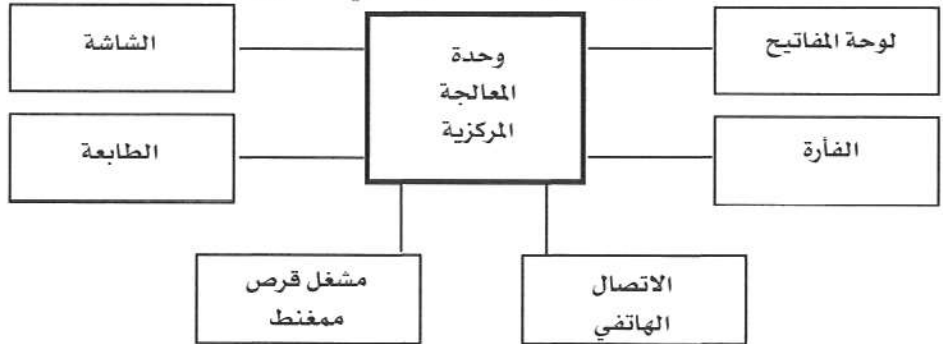 لوحة المفاتيح
وحدة
المعالجة
المركزية
الشاشة
الفأرة
الطابعة
الاتصال
الهاتفي
مشغل قرص
ممغنط